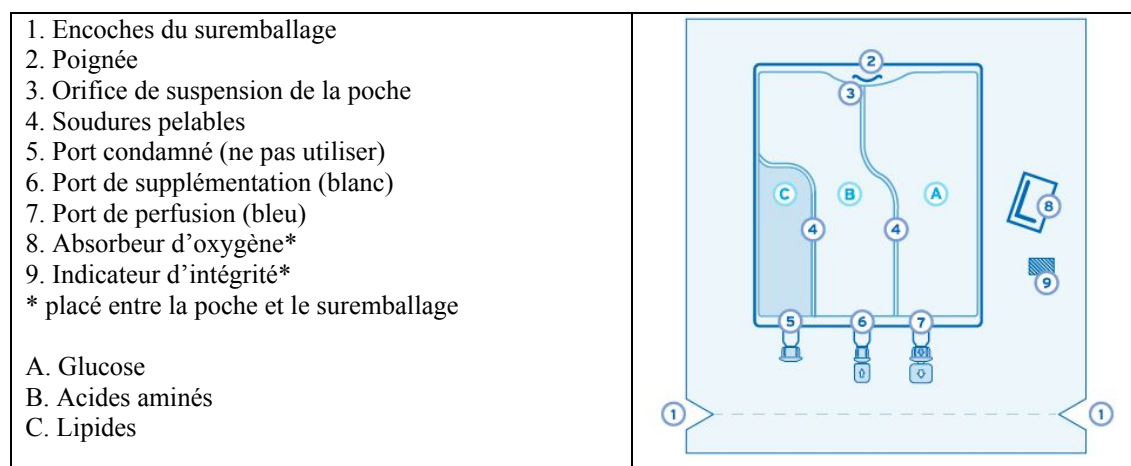 1. Encoches du suremballage
2. Poignée
3. Orifice de suspension de la poche
4. Soudures pelables
5. Port condamné (ne pas utiliser)
6. Port de supplémentation (blanc)
7. Port de perfusion (bleu)
8. Absorbeur d’oxygène*
9. Indicateur d’intégrité*
* placé entre la poche et le suremballage
A. Glucose
B. Acides aminés
C. Lipides
2
3
C
B
A
8
4
4
9
5
6
7
1
1